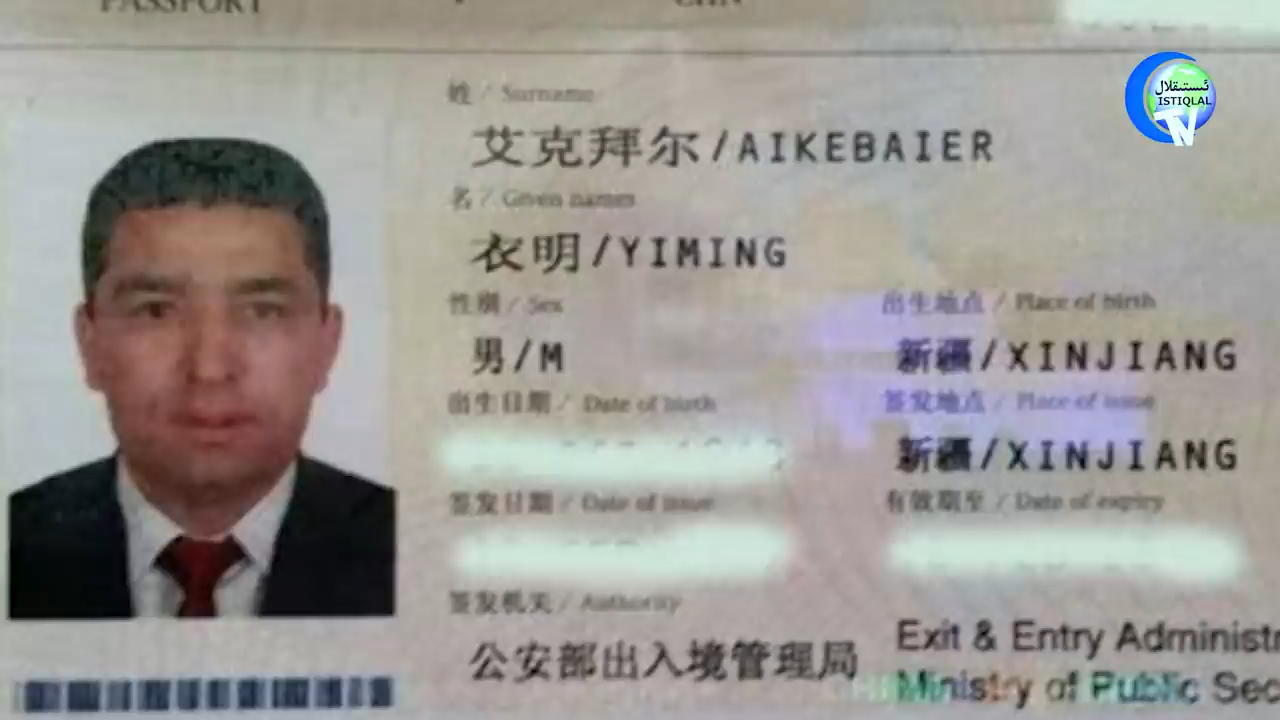 PASSPORT
CHN
ئىستىقلال
ISTIQLAL
TV
姓 / Surname
艾克拜尔/AIKEBAIER
名 / Given names
衣明/YIMING
性别 / Sex
出生地点 / Place of birth
男/M
新疆/XINJIANG
出生日期 / Date of birth
签发地点 / Place of issue
新疆/XINJIANG
签发日期 / Date of issue
有效期至 / Date of expiry
签发机关 / Authority
公安部出入境管理局
Exit & Entry Administr
Ministry of Public Sec